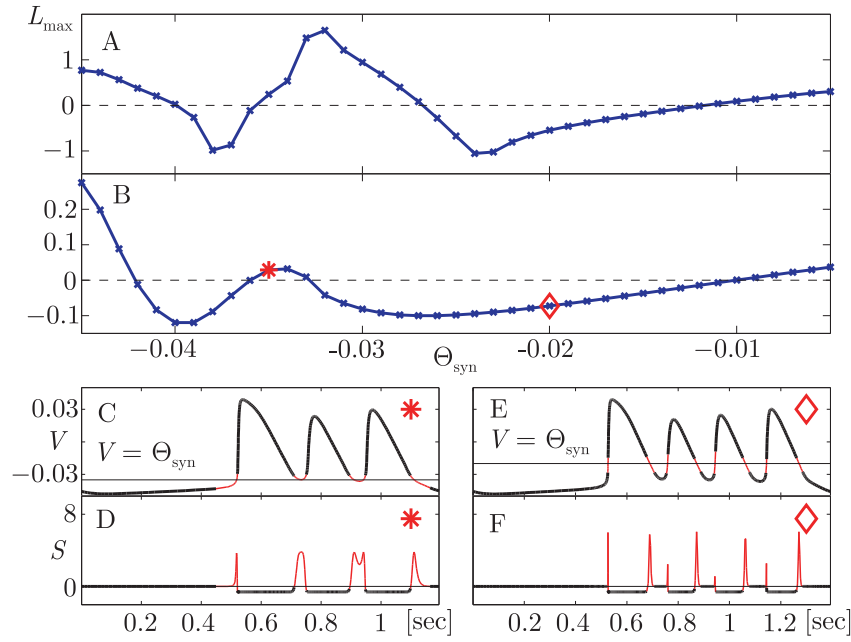 L_max
A
1
0
−1
B
0.2
0.1
0
−0.1
−0.04
−0.03
-0.02
−0.01
Θ_syn
C
0.03
V
V = Θ_syn
−0.03
E
V = Θ_syn
D
8
S
0
F
0.2 0.4 0.6 0.8 1 [sec]
0.2 0.4 0.6 0.8 1 1.2 [sec]